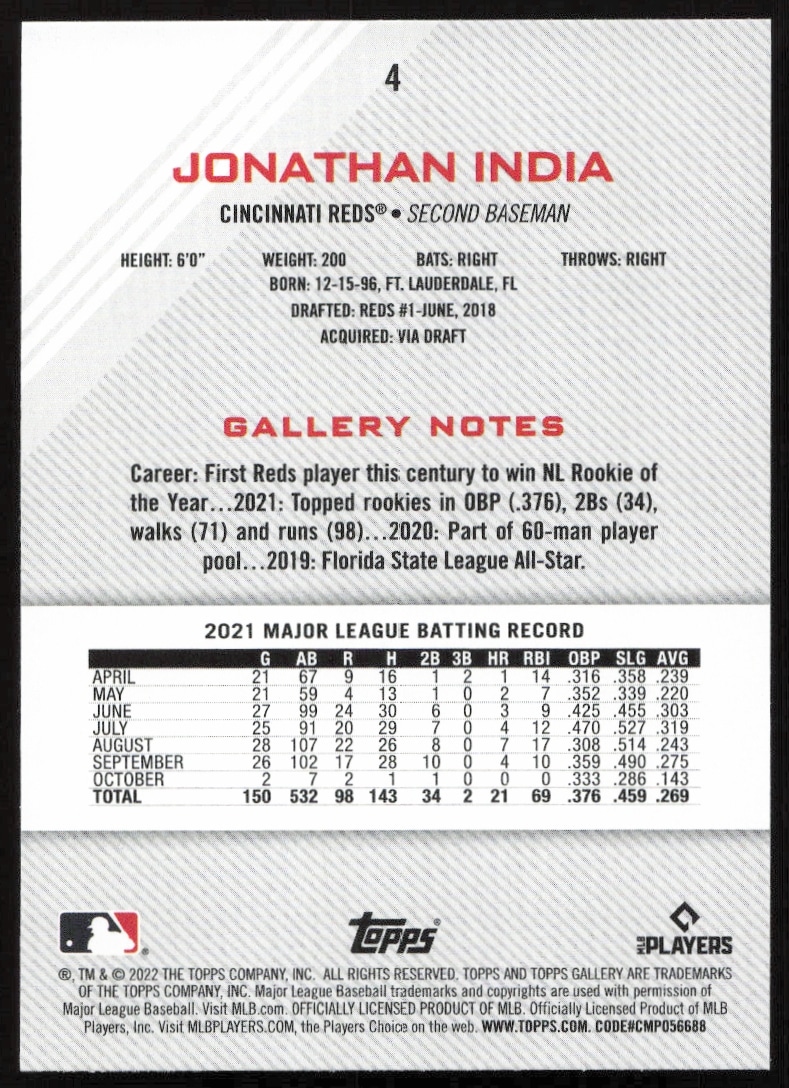 4
JONATHAN INDIA
CINCINNATI REDS® • SECOND BASEMAN
HEIGHT: 6'0" WEIGHT: 200 BATS: RIGHT THROWS: RIGHT
BORN: 12-15-96, FT. LAUDERDALE, FL
DRAFTED: REDS #1-JUNE, 2018
ACQUIRED: VIA DRAFT
GALLERY NOTES
Career: First Reds player this century to win NL Rookie of
the Year...2021: Topped rookies in OBP (.376), 2Bs (34),
walks (71) and runs (98)...2020: Part of 60-man player
pool...2019: Florida State League All-Star.
2021 MAJOR LEAGUE BATTING RECORD
G AB R H 2B 3B HR RBI OBP SLG AVG
APRIL 21 67 9 16 1 2 1 14 .316 .358 .239
MAY 21 59 4 13 1 0 2 7 .352 .339 .220
JUNE 27 99 24 30 6 0 3 9 .425 .455 .303
JULY 25 91 20 29 7 0 4 12 .470 .527 .319
AUGUST 28 107 22 26 8 0 7 17 .308 .514 .243
SEPTEMBER 26 102 17 28 10 0 4 10 .359 .490 .275
OCTOBER 2 7 2 1 1 0 0 0 .333 .286 .143
TOTAL 150 532 98 143 34 2 21 69 .376 .459 .269
® Topps® MLB PLAYERS
®, TM & © 2022 THE TOPPS COMPANY, INC. ALL RIGHTS RESERVED. TOPPS AND TOPPS GALLERY ARE TRADEMARKS
OF THE TOPPS COMPANY, INC. Major League Baseball trademarks and copyrights are used with permission of
Major League Baseball. Visit MLB.com. OFFICIALLY LICENSED PRODUCT OF MLB. Officially Licensed Product of MLB
Players, Inc. Visit MLBPLAYERS.COM, the Players Choice on the web. WWW.TOPPS.COM. CODE#CMP056688